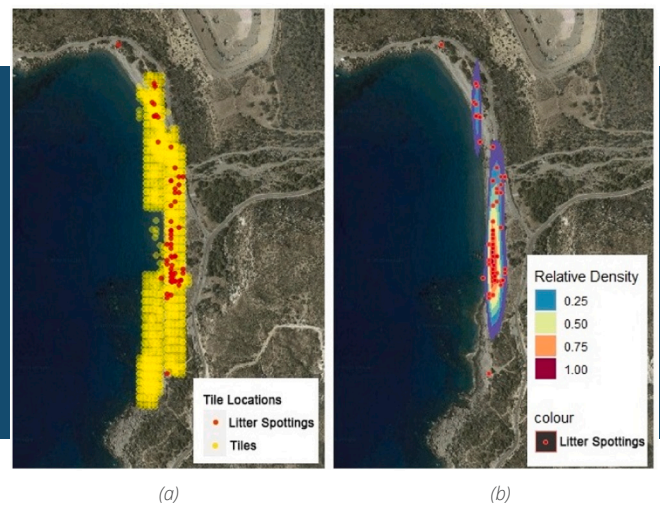 Tile Locations
Litter Spottings
Tiles
Relative Density
0.25
0.50
0.75
1.00
colour
Litter Spottings
(a)
(b)